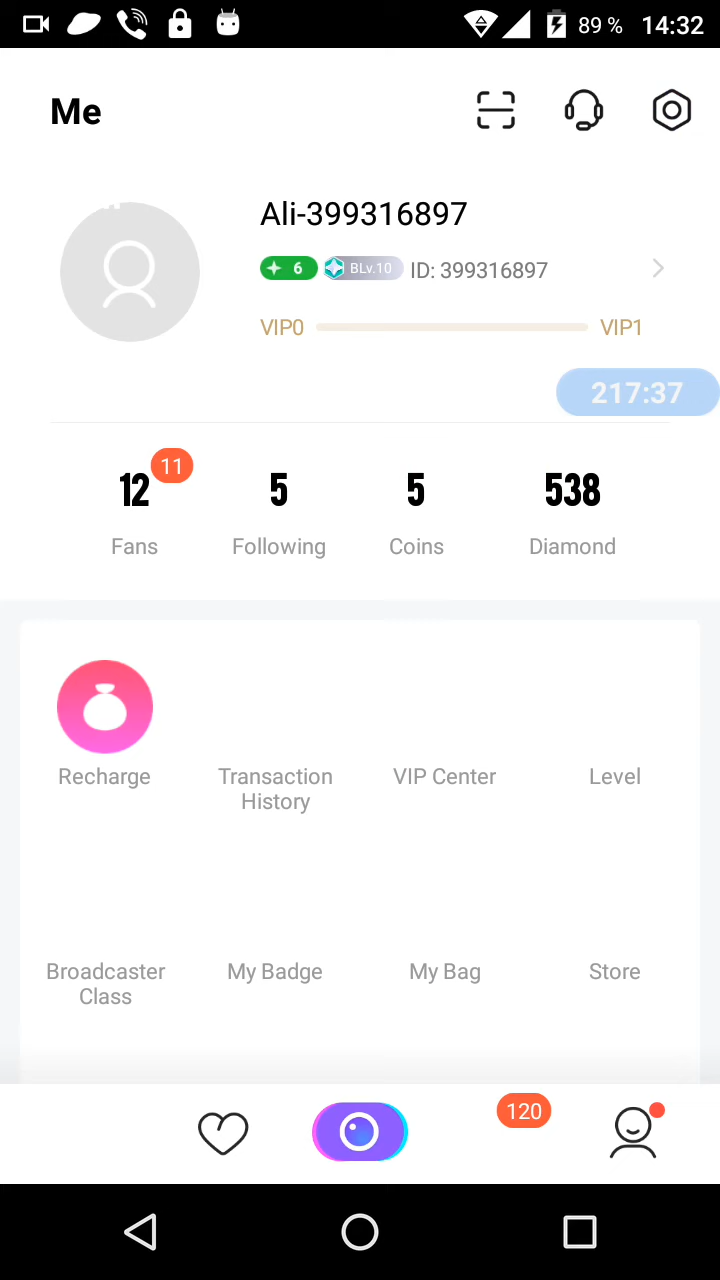 89 % 14:32
Me
Ali-399316897
6 BLv.10 ID: 399316897
VIP0 VIP1
217:37
12 11 5 5 538
Fans Following Coins Diamond
Recharge Transaction History VIP Center Level
Broadcaster Class My Badge My Bag Store
120